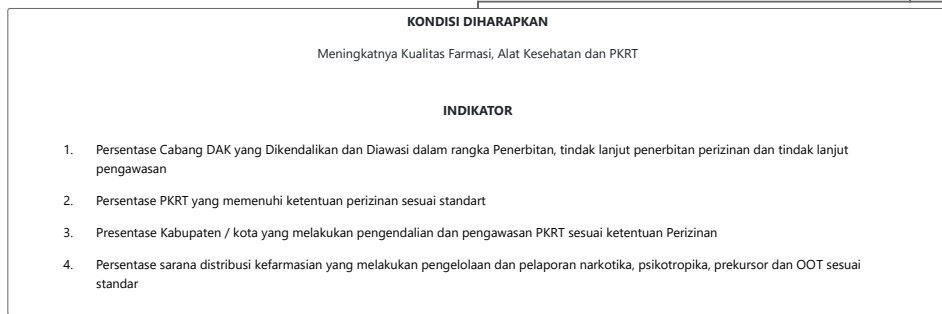 KONDISI DIHARAPKAN
Meningkatnya Kualitas Farmasi, Alat Kesehatan dan PKRT
INDIKATOR
1. Persentase Cabang DAK yang Dikendalikan dan Diawasi dalam rangka Penerbitan, tindak lanjut penerbitan perizinan dan tindak lanjut
pengawasan
2. Persentase PKRT yang memenuhi ketentuan perizinan sesuai standart
3. Presentase Kabupaten / kota yang melakukan pengendalian dan pengawasan PKRT sesuai ketentuan Perizinan
4. Persentase sarana distribusi kefarmasian yang melakukan pengelolaan dan pelaporan narkotika, psikotropika, prekursor dan OOT sesuai
standar